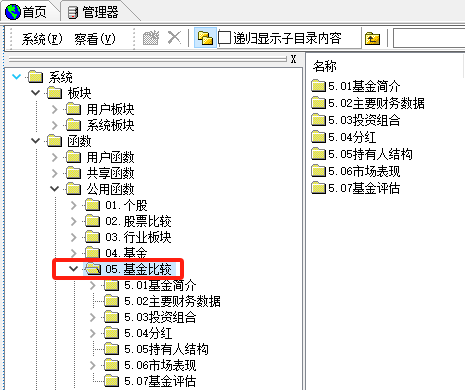 首页 管理器
系统(F) 察看(V) 递归显示子目录内容
X
系统
板块
用户板块
系统板块
函数
用户函数
共享函数
公用函数
01.个股
02.股票比较
03.行业板块
04.基金
05.基金比较
5.01基金简介
5.02主要财务数据
5.03投资组合
5.04分红
5.05持有人结构
5.06市场表现
5.07基金评估
名称
5.01基金简介
5.02主要财务数据
5.03投资组合
5.04分红
5.05持有人结构
5.06市场表现
5.07基金评估